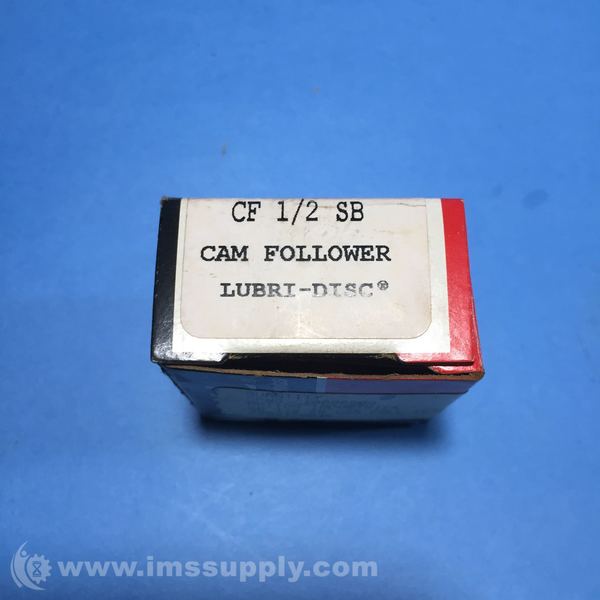 CF 1/2 SB
CAM FOLLOWER
LUBRI-DISC®
www.imssupply.com